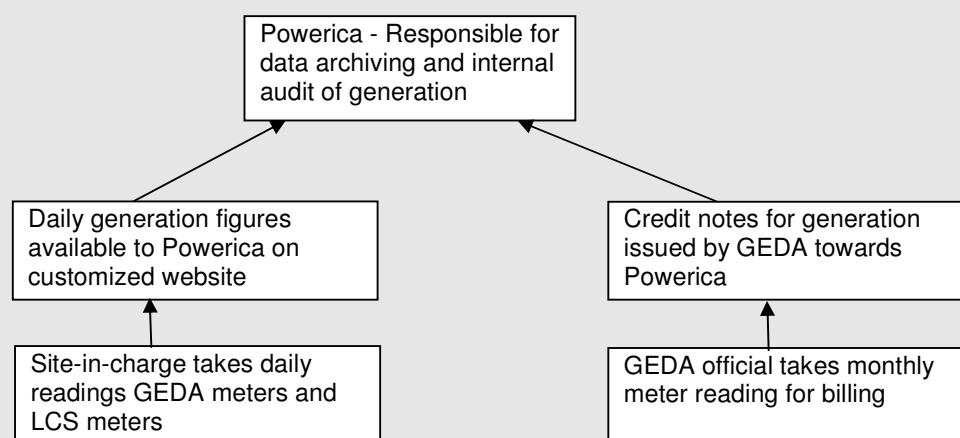 Powerica - Responsible for
data archiving and internal
audit of generation
Daily generation figures
available to Powerica on
customized website
Credit notes for generation
issued by GEDA towards
Powerica
Site-in-charge takes daily
readings GEDA meters and
LCS meters
GEDA official takes monthly
meter reading for billing